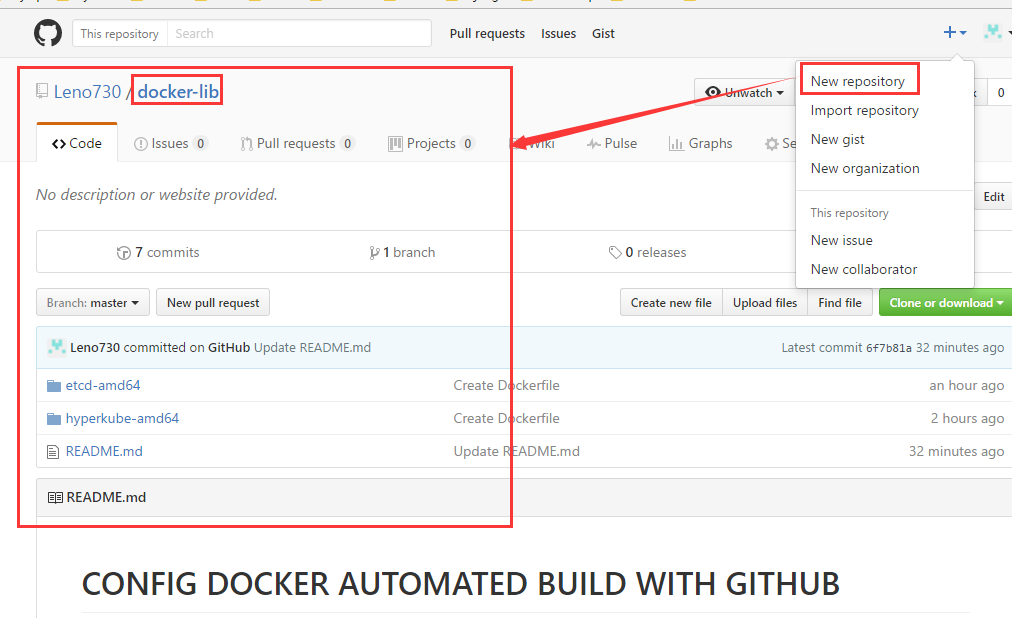 This repository Search Pull requests Issues Gist
Leno730 / docker-lib Unwatch 0
New repository
Import repository
New gist
New organization
This repository
New issue
New collaborator
Code Issues 0 Pull requests 0 Projects 0 Wiki Pulse Graphs
No description or website provided. Edit
7 commits 1 branch 0 releases
Branch: master New pull request Create new file Upload files Find file Clone or download
Leno730 committed on GitHub Update README.md Latest commit 6f7b81a 32 minutes ago
etcd-amd64 Create Dockerfile an hour ago
hyperkube-amd64 Create Dockerfile 2 hours ago
README.md Update README.md 32 minutes ago
README.md
CONFIG DOCKER AUTOMATED BUILD WITH GITHUB